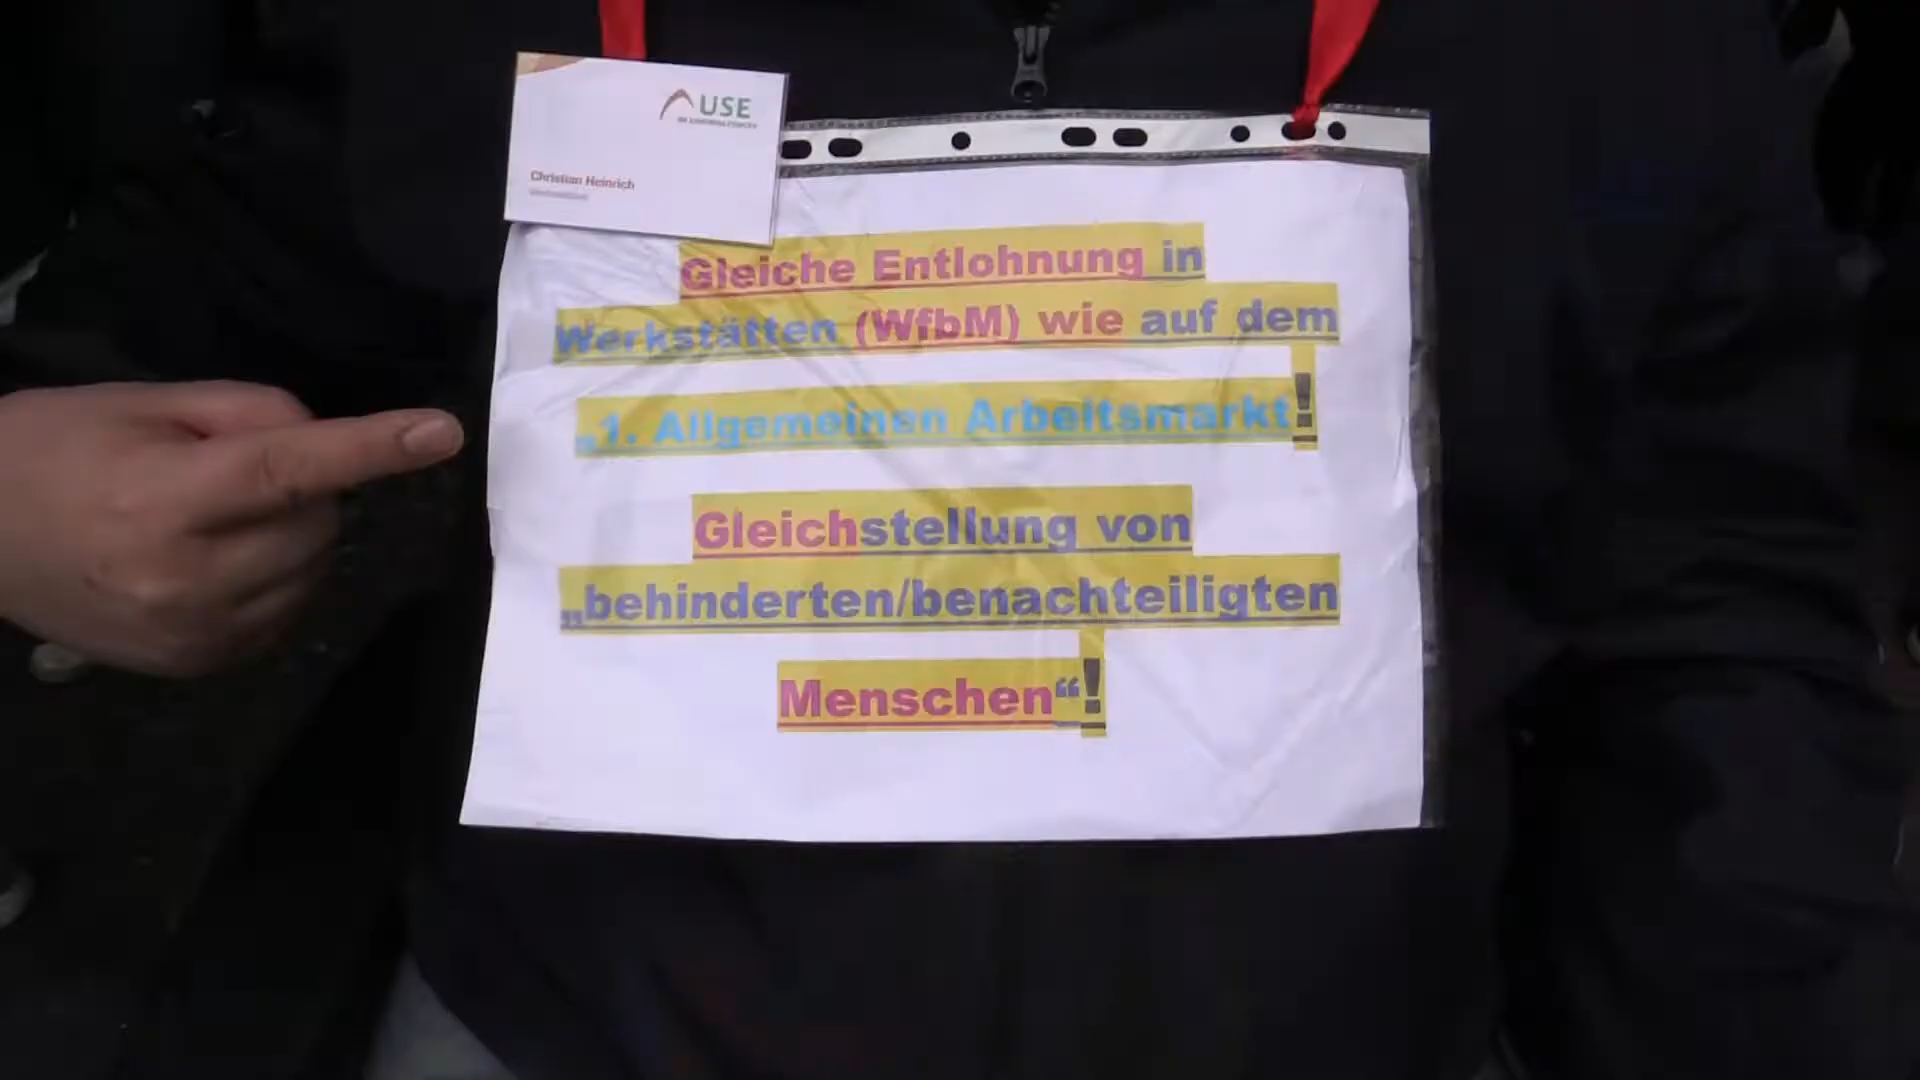 USE
Christian Heinrich
Gleiche Entlohnung in
Werkstätten (WfbM) wie auf dem
„1. Allgemeinen Arbeitsmarkt!
Gleichstellung von
„behinderten/benachteiligten
Menschen“!